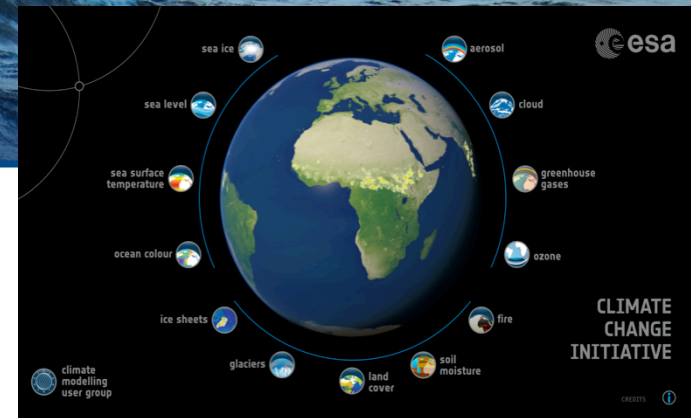 esa
sea ice
aerosol
sea level
cloud
sea surface
temperature
greenhouse
gases
ocean colour
ozone
ice sheets
fire
glaciers
soil
moisture
land
cover
climate
modelling
user group
CLIMATE
CHANGE
INITIATIVE
CREDITS
i